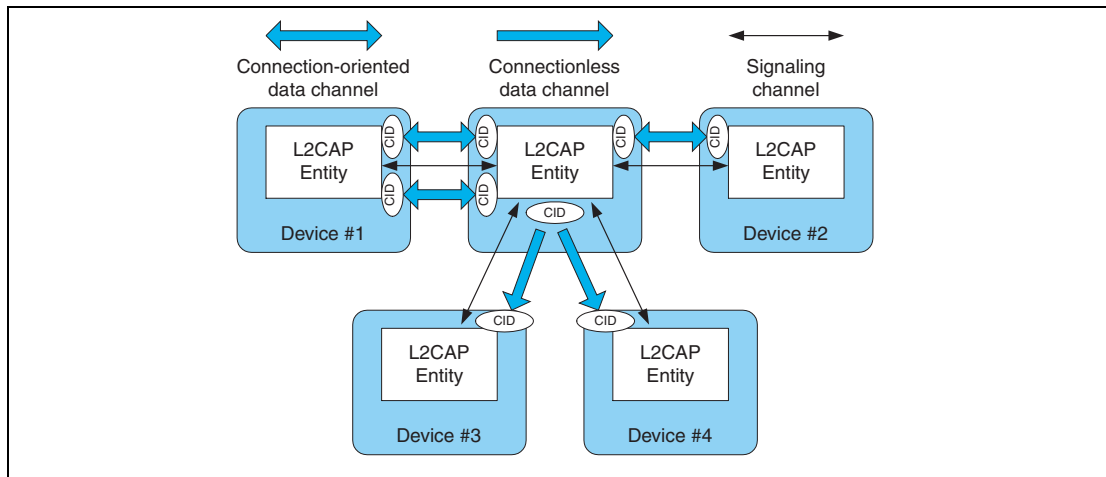 Connection-oriented
data channel
Connectionless
data channel
Signaling
channel
CID
CID
CID
CID
L2CAP
Entity
L2CAP
Entity
L2CAP
Entity
CID
CID
CID
Device #1
Device #2
CID
CID
L2CAP
Entity
L2CAP
Entity
Device #3
Device #4